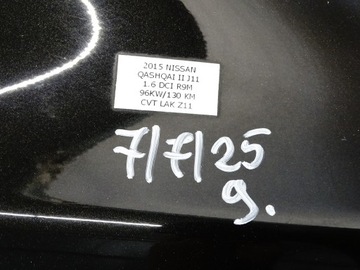 2015 NISSAN
QASHQAI II J11
1.6 DCI R9M
96KW/130 KM
CVT LAK Z11
7/7/25
9.